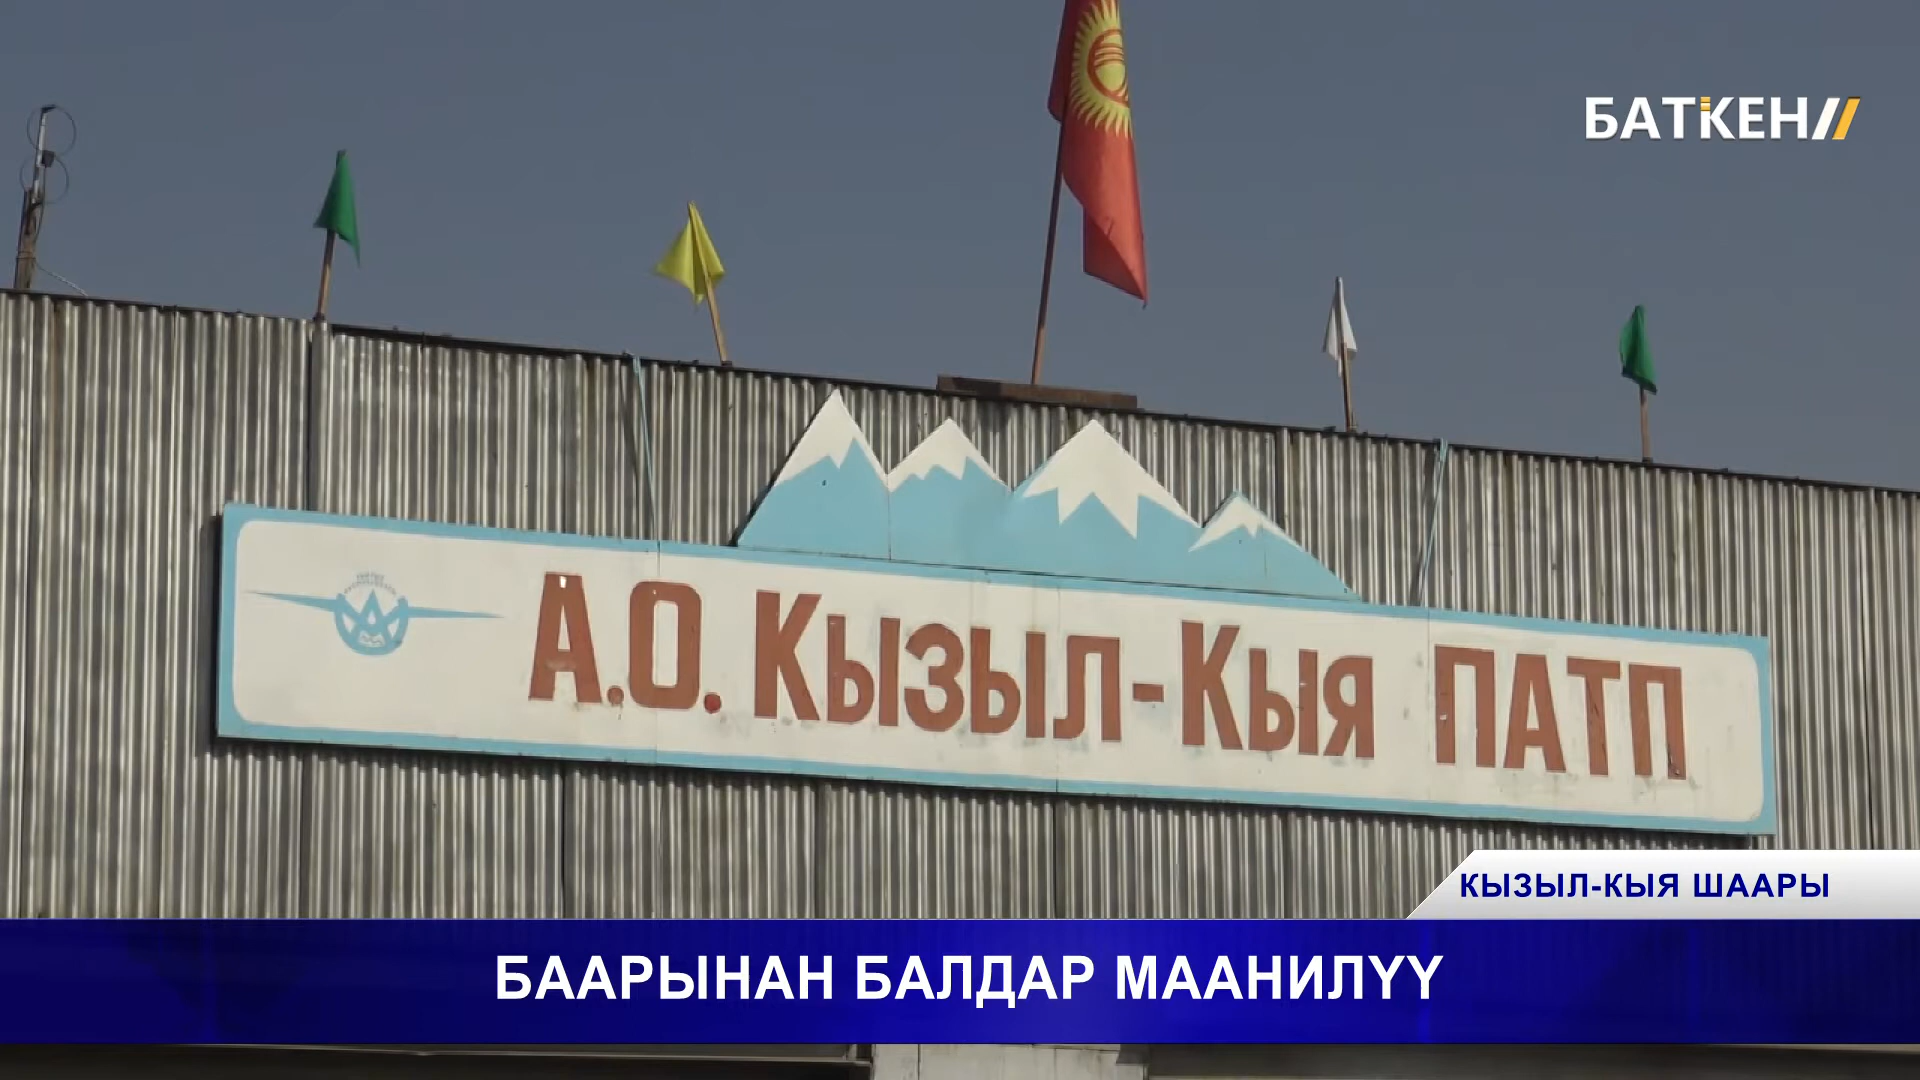 БАТКЕН
А.О. Кызыл-Кыя ПАТП
КЫЗЫЛ-КЫЯ ШААРЫ
БААРЫНАН БАЛДАР МААНИЛҮҮ